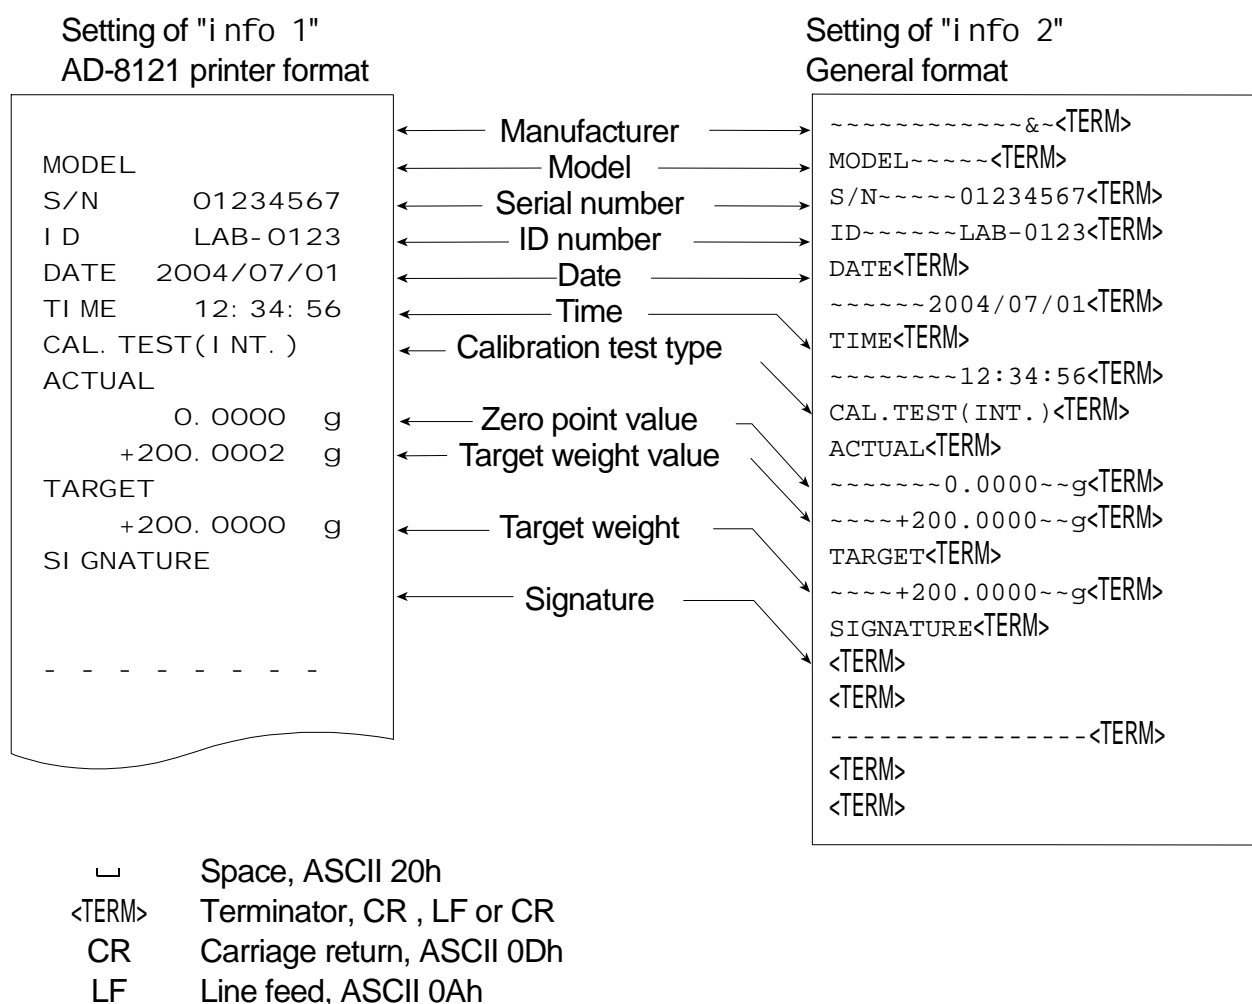 Setting of "info 1"
AD-8121 printer format
MODEL
S/N 01234567
ID LAB-0123
DATE 2004/07/01
TIME 12:34:56
CAL.TEST(INT.)
ACTUAL
0.0000 g
+200.0002 g
TARGET
+200.0000 g
SIGNATURE
- - - - - - - -
Manufacturer
Model
Serial number
ID number
Date
Time
Calibration test type
Zero point value
Target weight value
Target weight
Signature
Setting of "info 2"
General format
~~~~~~~~~~~~&~<TERM>
MODEL~~~~~<TERM>
S/N~~~~~01234567<TERM>
ID~~~~~~LAB-0123<TERM>
DATE<TERM>
~~~~~~2004/07/01<TERM>
TIME<TERM>
~~~~~~~~12:34:56<TERM>
CAL.TEST(INT.)<TERM>
ACTUAL<TERM>
~~~~~~~0.0000~~g<TERM>
~~~~+200.0000~~g<TERM>
TARGET<TERM>
~~~~+200.0000~~g<TERM>
SIGNATURE<TERM>
<TERM>
<TERM>
----------------<TERM>
<TERM>
<TERM>
⎵ Space, ASCII 20h
<TERM> Terminator, CR , LF or CR
CR Carriage return, ASCII 0Dh
LF Line feed, ASCII 0Ah